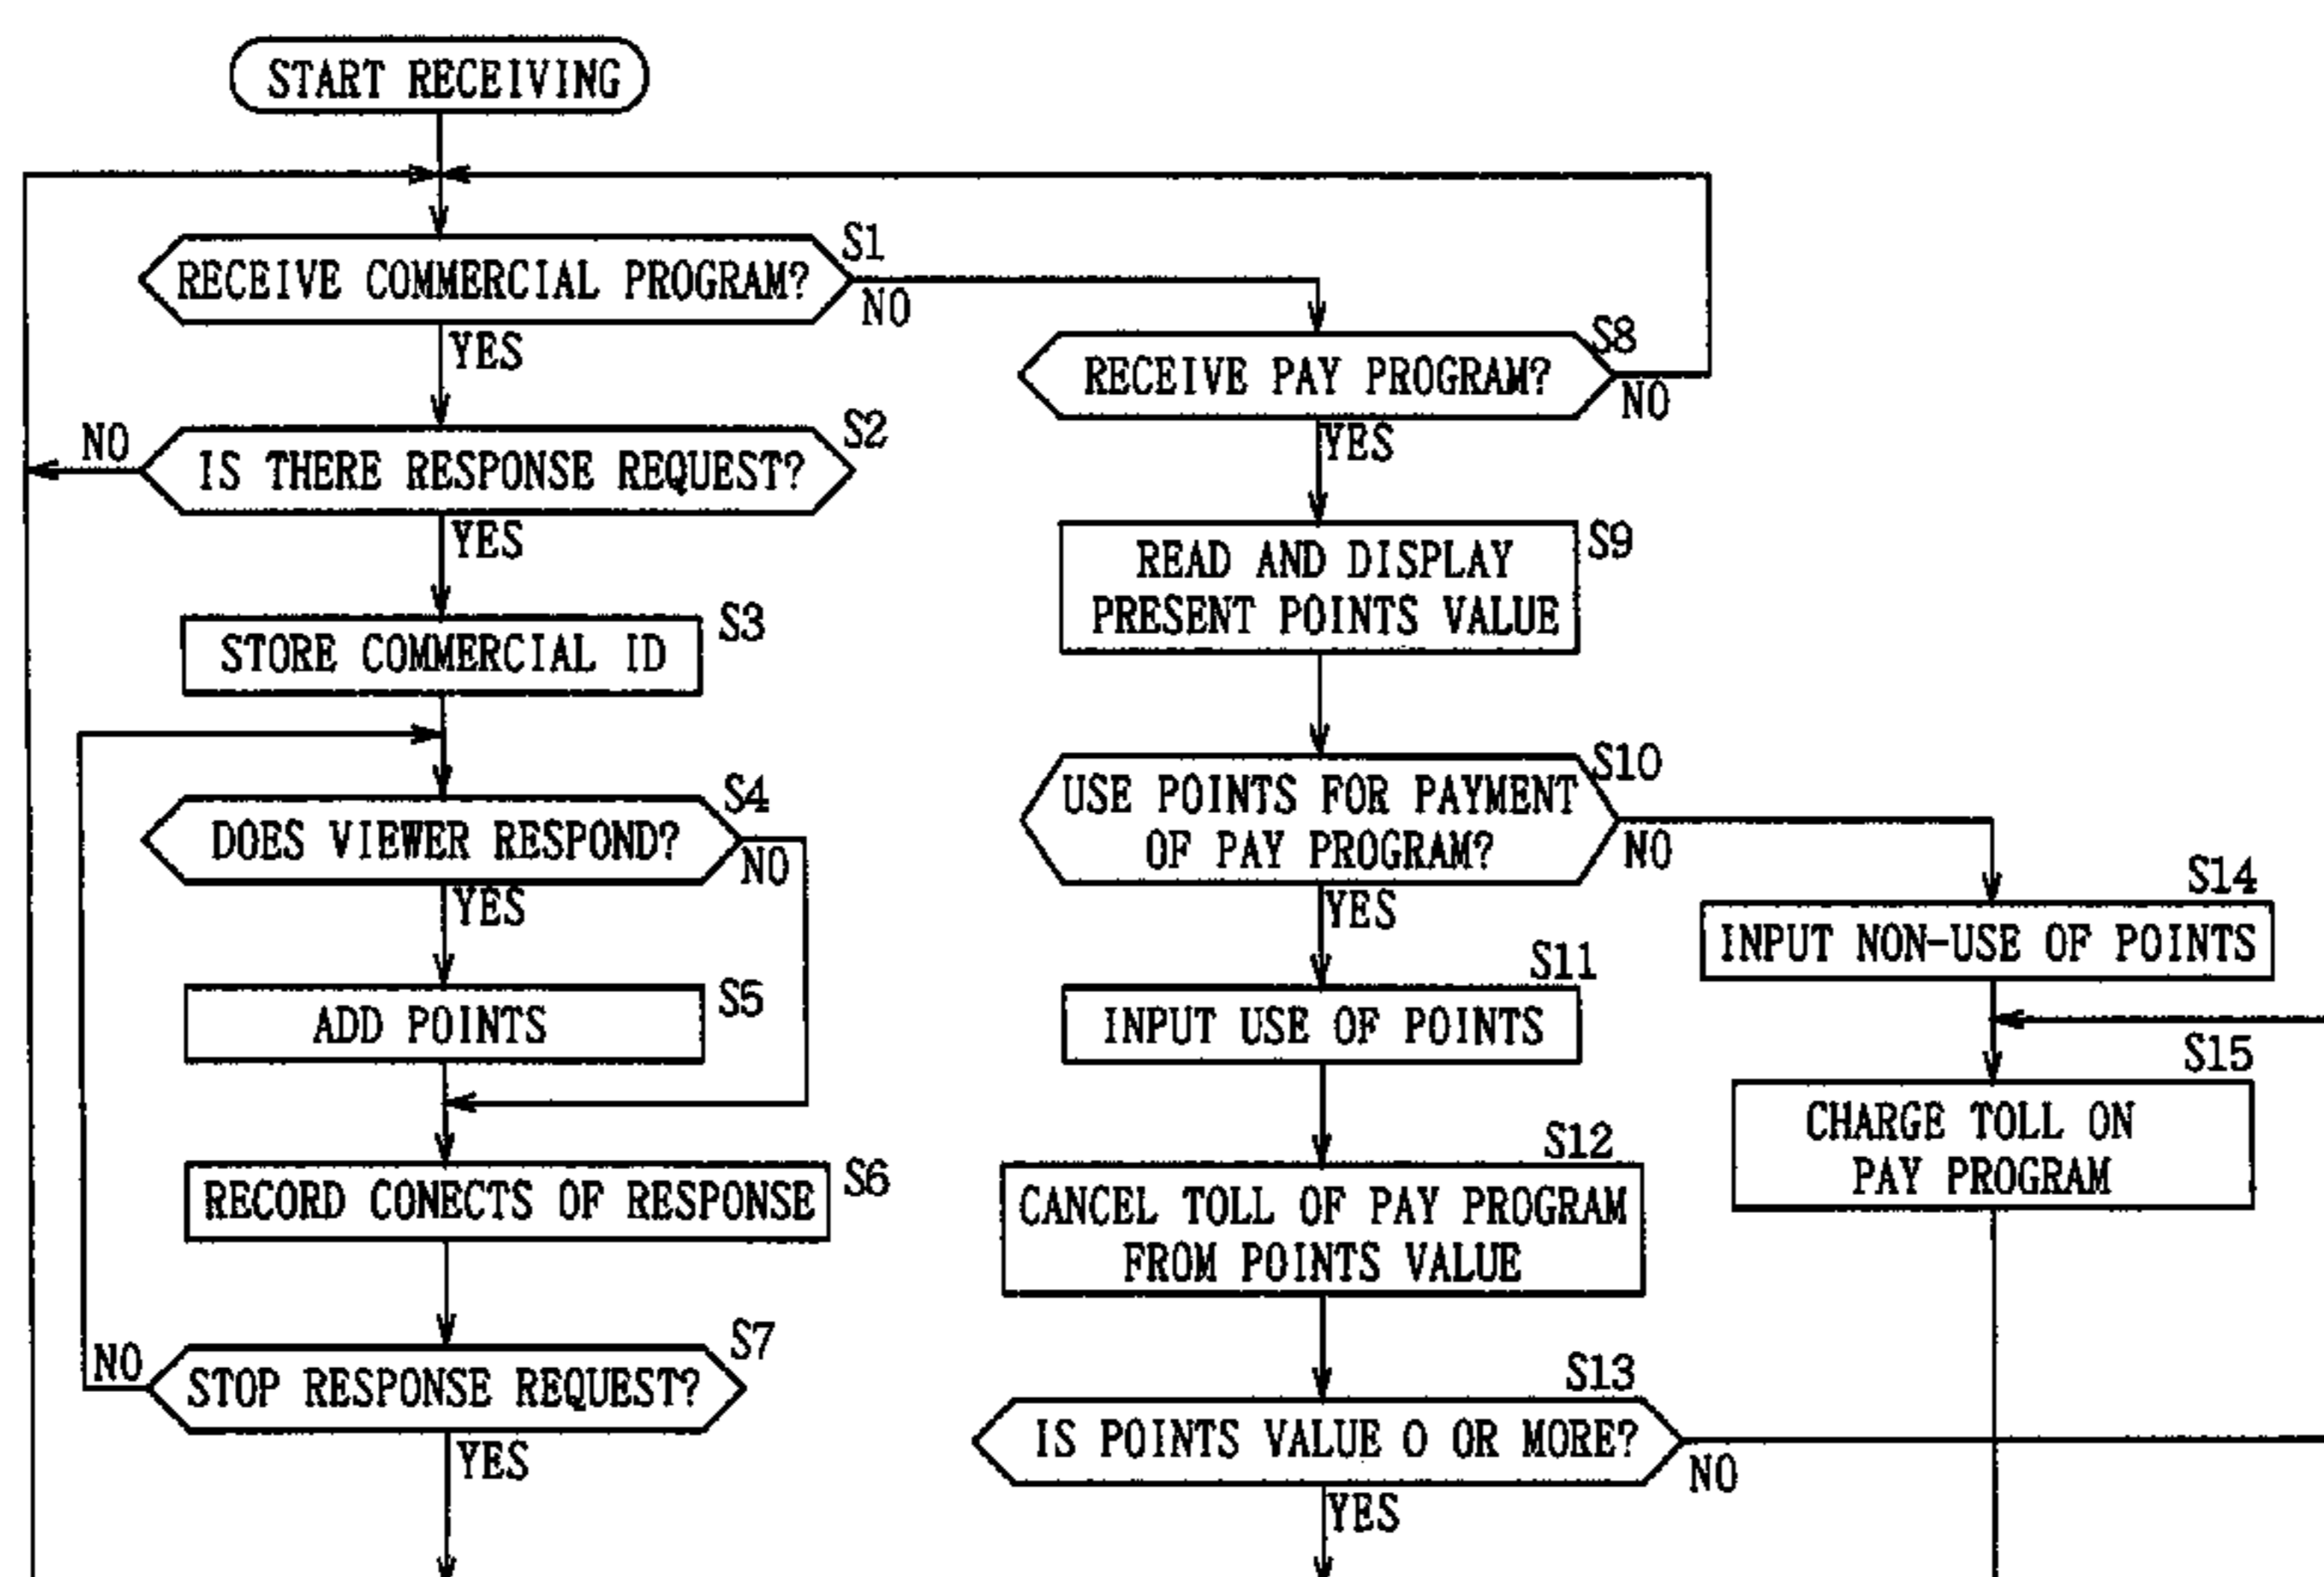 START RECEIVING
RECEIVE COMMERCIAL PROGRAM?
S1
NO
YES
IS THERE RESPONSE REQUEST?
S2
NO
YES
STORE COMMERCIAL ID
S3
DOES VIEWER RESPOND?
S4
NO
YES
ADD POINTS
S5
RECORD CONECTS OF RESPONSE
S6
STOP RESPONSE REQUEST?
S7
NO
YES
RECEIVE PAY PROGRAM?
S8
NO
YES
READ AND DISPLAY
PRESENT POINTS VALUE
S9
USE POINTS FOR PAYMENT
OF PAY PROGRAM?
S10
NO
YES
INPUT USE OF POINTS
S11
CANCEL TOLL OF PAY PROGRAM
FROM POINTS VALUE
S12
IS POINTS VALUE 0 OR MORE?
S13
NO
YES
S14
INPUT NON-USE OF POINTS
S15
CHARGE TOLL ON
PAY PROGRAM